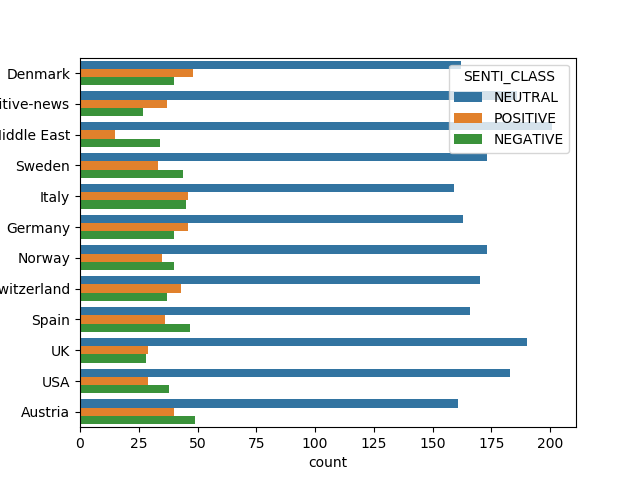 Denmark
SENTI_CLASS
NEUTRAL
itive-news
POSITIVE
iddle East
NEGATIVE
Sweden
Italy
Germany
Norway
witzerland
Spain
UK
USA
Austria
0 25 50 75 100 125 150 175 200
count